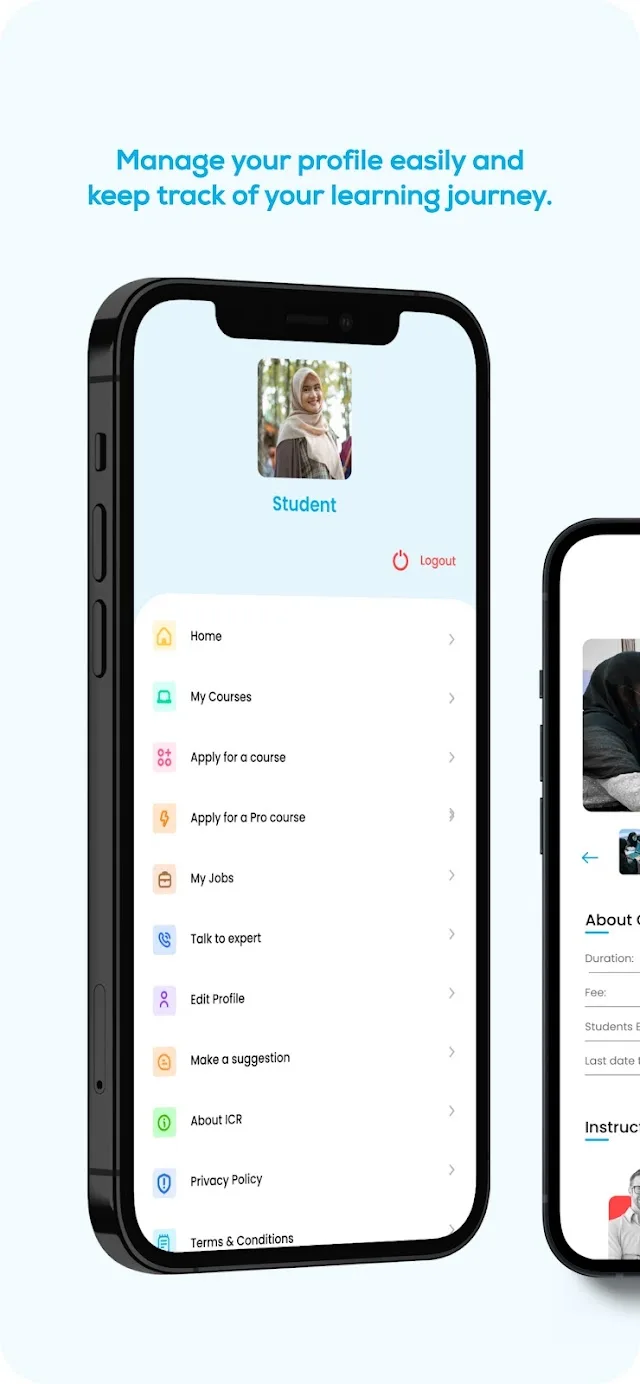 Manage your profile easily and
keep track of your learning journey.
Student
Logout
Home
My Courses
Apply for a course
Apply for a Pro course
My Jobs
Talk to expert
Edit Profile
Make a suggestion
About ICR
Privacy Policy
Terms & Conditions
About
Duration:
Fee:
Students
Last date